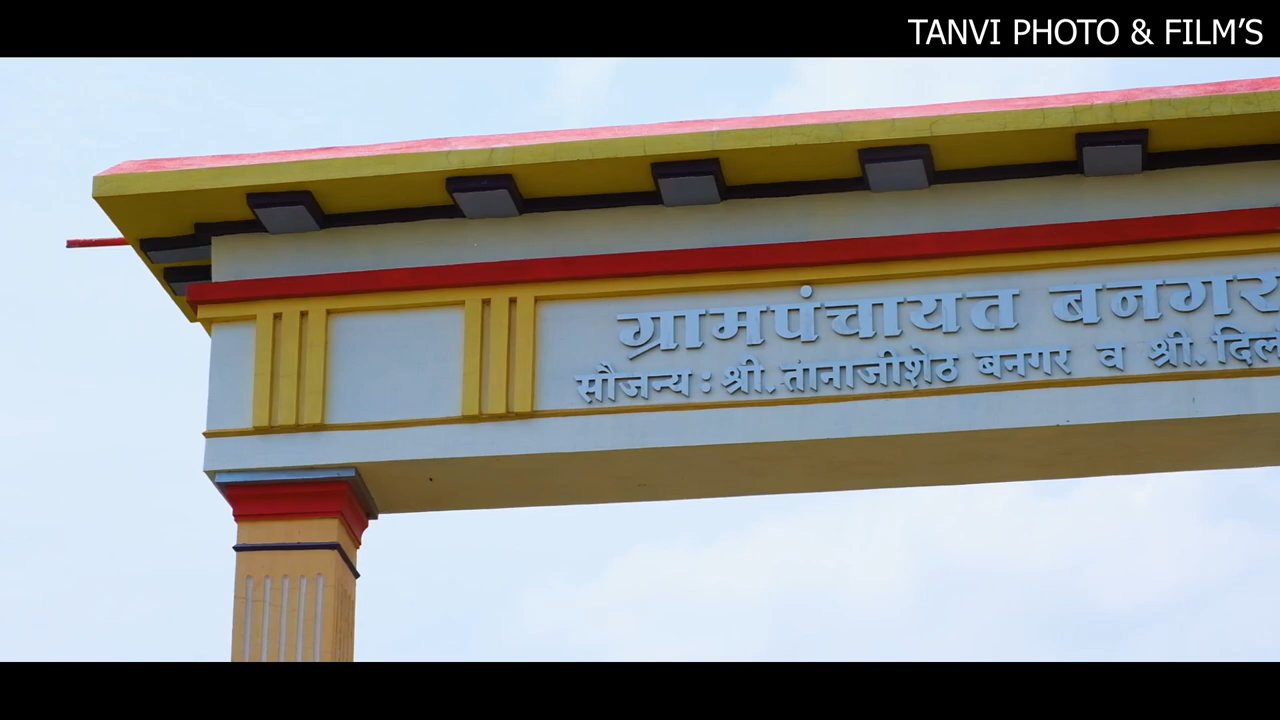 TANVI PHOTO & FILM'S
ग्रामपंचायत बनगर
सौजन्य : श्री. तानाजीशेठ बनगर व श्री.